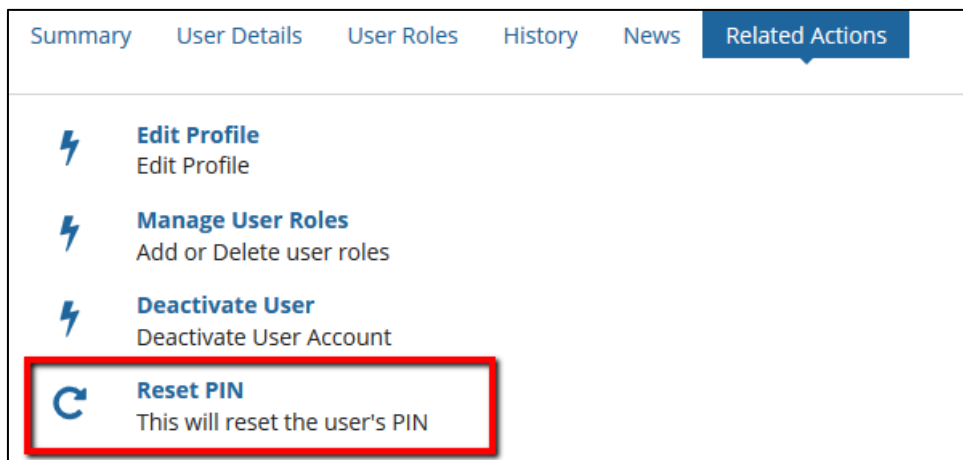 Summary User Details User Roles History News Related Actions
Edit Profile
Edit Profile
Manage User Roles
Add or Delete user roles
Deactivate User
Deactivate User Account
Reset PIN
This will reset the user's PIN